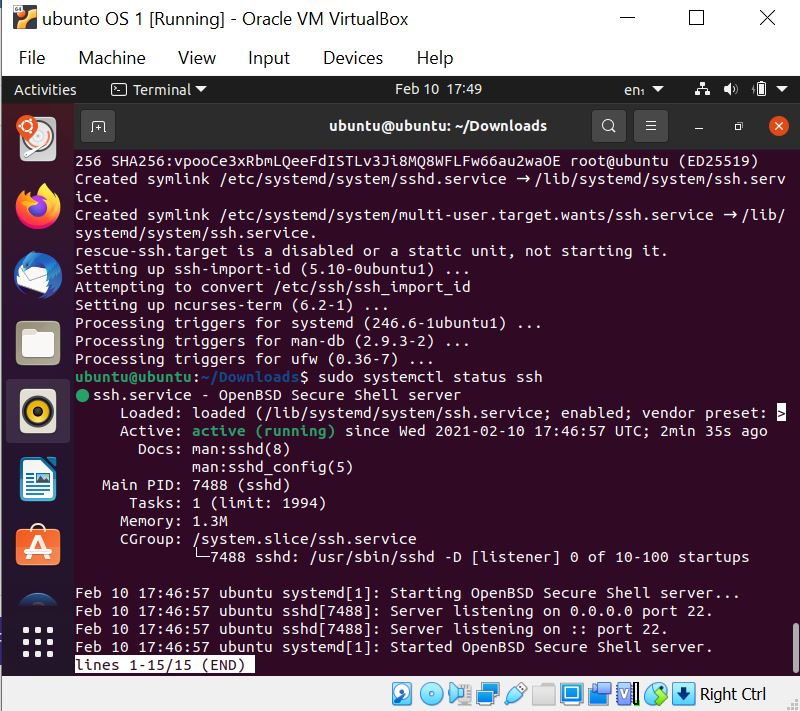 ubunto OS 1 [Running] - Oracle VM VirtualBox
File Machine View Input Devices Help
Activities Terminal Feb 10 17:49 en₁
ubuntu@ubuntu: ~/Downloads
256 SHA256:vpooCe3xRbmLQeeFdISTLv3Ji8MQ8WFLFw66au2waOE root@ubuntu (ED25519)
Created symlink /etc/systemd/system/sshd.service → /lib/systemd/system/ssh.serv
ice.
Created symlink /etc/systemd/system/multi-user.target.wants/ssh.service → /lib/
systemd/system/ssh.service.
rescue-ssh.target is a disabled or a static unit, not starting it.
Setting up ssh-import-id (5.10-0ubuntu1) ...
Attempting to convert /etc/ssh/ssh_import_id
Setting up ncurses-term (6.2-1) ...
Processing triggers for systemd (246.6-1ubuntu1) ...
Processing triggers for man-db (2.9.3-2) ...
Processing triggers for ufw (0.36-7) ...
ubuntu@ubuntu:~/Downloads$ sudo systemctl status ssh
● ssh.service - OpenBSD Secure Shell server
Loaded: loaded (/lib/systemd/system/ssh.service; enabled; vendor preset: >
Active: active (running) since Wed 2021-02-10 17:46:57 UTC; 2min 35s ago
Docs: man:sshd(8)
man:sshd_config(5)
Main PID: 7488 (sshd)
Tasks: 1 (limit: 1994)
Memory: 1.3M
CGroup: /system.slice/ssh.service
└─7488 sshd: /usr/sbin/sshd -D [listener] 0 of 10-100 startups
Feb 10 17:46:57 ubuntu systemd[1]: Starting OpenBSD Secure Shell server...
Feb 10 17:46:57 ubuntu sshd[7488]: Server listening on 0.0.0.0 port 22.
Feb 10 17:46:57 ubuntu sshd[7488]: Server listening on :: port 22.
Feb 10 17:46:57 ubuntu systemd[1]: Started OpenBSD Secure Shell server.
lines 1-15/15 (END)
Right Ctrl